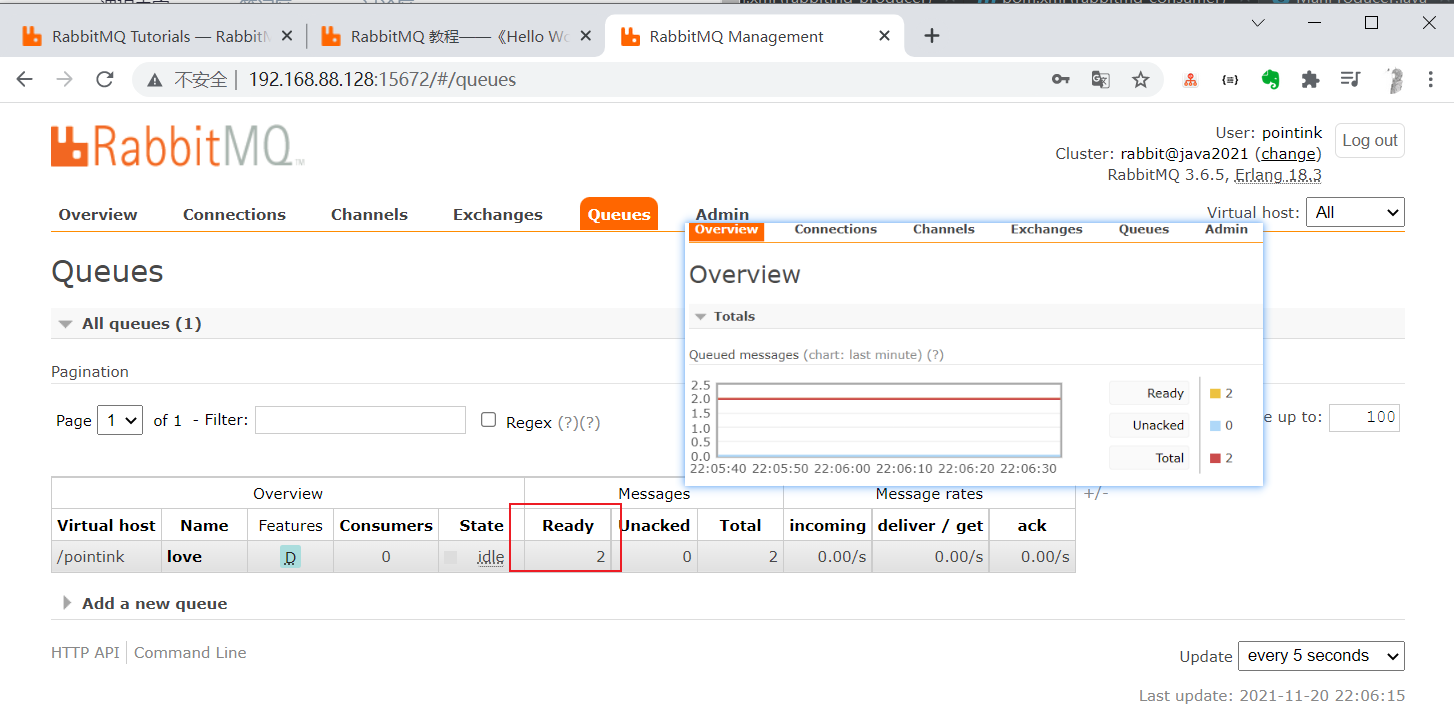 RabbitMQ Tutorials — RabbitM
RabbitMQ 教程——《Hello Wo
RabbitMQ Management
不安全 | 192.168.88.128:15672/#/queues
RabbitMQ TM
User: pointink
Log out
Cluster: rabbit@java2021 (change)
RabbitMQ 3.6.5, Erlang 18.3
Overview Connections Channels Exchanges Queues Admin
Virtual host: All
Queues
All queues (1)
Pagination
Page 1 of 1 - Filter: Regex (?)(?)
e up to: 100
Overview Connections Channels Exchanges Queues Admin
Overview
Totals
Queued messages (chart: last minute) (?)
2.5
2.0
1.5
1.0
0.5
0.0
22:05:40 22:05:50 22:06:00 22:06:10 22:06:20 22:06:30
Ready 2
Unacked 0
Total 2
Overview Messages Message rates +/-
Virtual host Name Features Consumers State Ready Unacked Total incoming deliver / get ack
/pointink love D 0 idle 2 0 2 0.00/s 0.00/s 0.00/s
Add a new queue
HTTP API Command Line
Update every 5 seconds
Last update: 2021-11-20 22:06:15